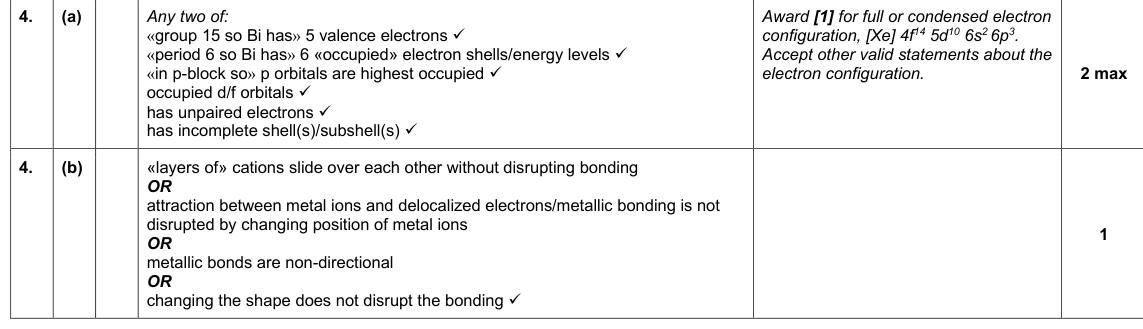 4. (a) Any two of:
«group 15 so Bi has» 5 valence electrons ✓
«period 6 so Bi has» 6 «occupied» electron shells/energy levels ✓
«in p-block so» p orbitals are highest occupied ✓
occupied d/f orbitals ✓
has unpaired electrons ✓
has incomplete shell(s)/subshell(s) ✓
Award [1] for full or condensed electron
configuration, [Xe] 4f¹⁴ 5d¹⁰ 6s² 6p³.
Accept other valid statements about the
electron configuration.
2 max
4. (b) «layers of» cations slide over each other without disrupting bonding
OR
attraction between metal ions and delocalized electrons/metallic bonding is not
disrupted by changing position of metal ions
OR
metallic bonds are non-directional
OR
changing the shape does not disrupt the bonding ✓
1